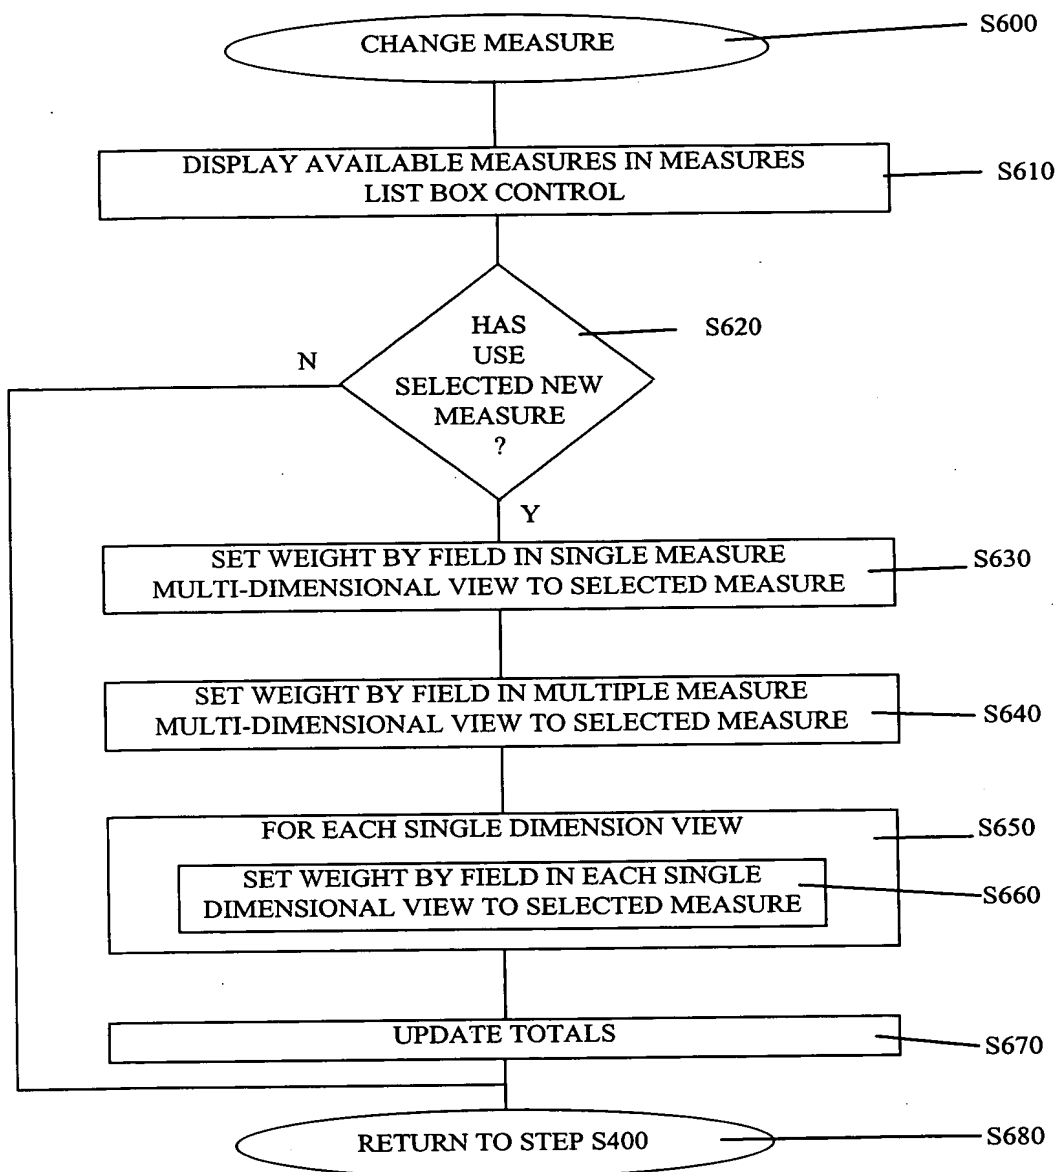 CHANGE MEASURE
S600
DISPLAY AVAILABLE MEASURES IN MEASURES
LIST BOX CONTROL
S610
HAS
USE
SELECTED NEW
MEASURE
?
S620
N
Y
SET WEIGHT BY FIELD IN SINGLE MEASURE
MULTI-DIMENSIONAL VIEW TO SELECTED MEASURE
S630
SET WEIGHT BY FIELD IN MULTIPLE MEASURE
MULTI-DIMENSIONAL VIEW TO SELECTED MEASURE
S640
FOR EACH SINGLE DIMENSION VIEW
S650
SET WEIGHT BY FIELD IN EACH SINGLE
DIMENSIONAL VIEW TO SELECTED MEASURE
S660
UPDATE TOTALS
S670
RETURN TO STEP S400
S680